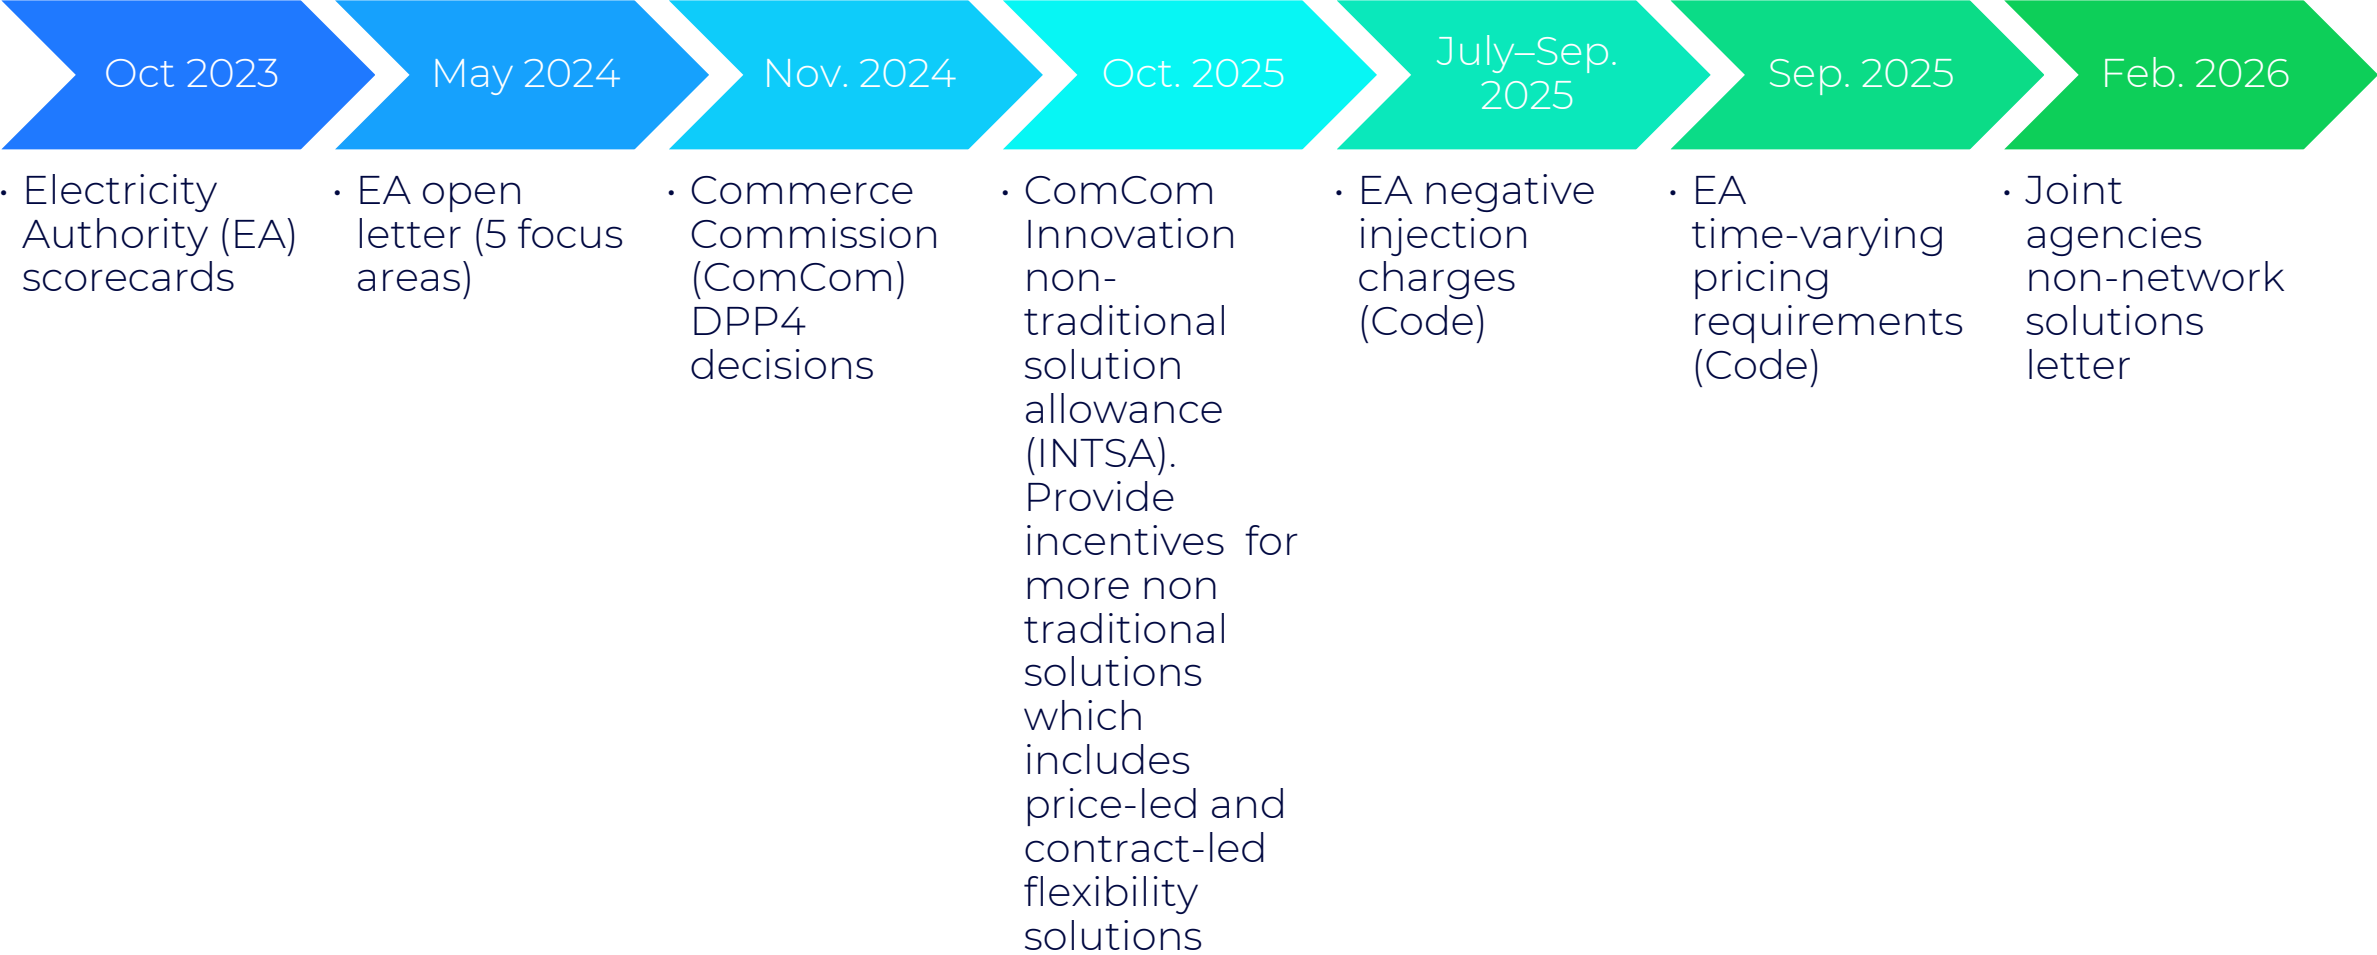 Oct 2023
• Electricity
Authority (EA)
scorecards
May 2024
• EA open
letter (5 focus
areas)
Nov. 2024
• Commerce
Commission
(ComCom)
DPP4
decisions
Oct. 2025
• ComCom
Innovation
non-
traditional
solution
allowance
(INTSA).
Provide
incentives  for
more non
traditional
solutions
which
includes
price-led and
contract-led
flexibility
solutions
July–Sep.
2025
• EA negative
injection
charges
(Code)
Sep. 2025
• EA
time-varying
pricing
requirements
(Code)
Feb. 2026
• Joint
agencies
non-network
solutions
letter